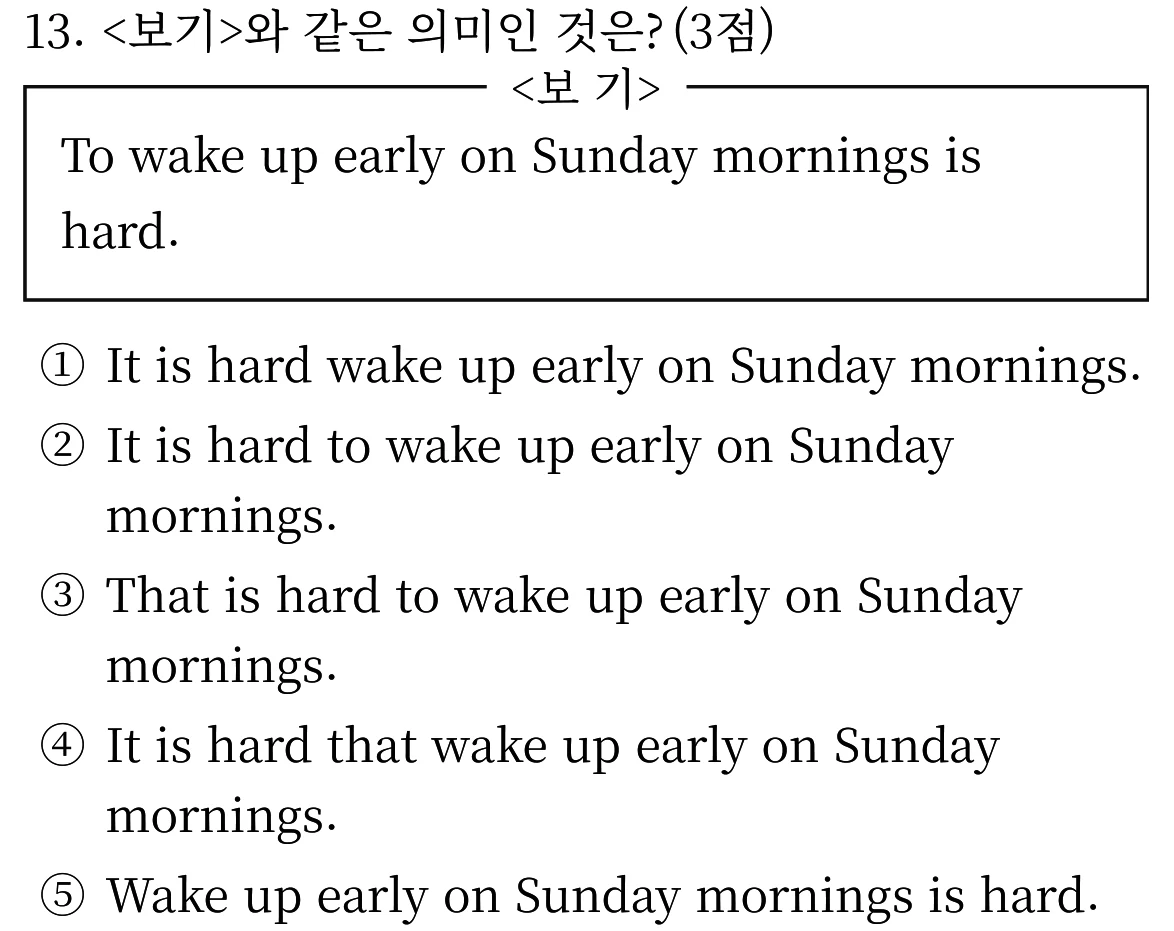 13. <보기>와 같은 의미인 것은? (3점)
<보 기>
To wake up early on Sunday mornings is
hard.
① It is hard wake up early on Sunday mornings.
② It is hard to wake up early on Sunday
mornings.
③ That is hard to wake up early on Sunday
mornings.
④ It is hard that wake up early on Sunday
mornings.
⑤ Wake up early on Sunday mornings is hard.